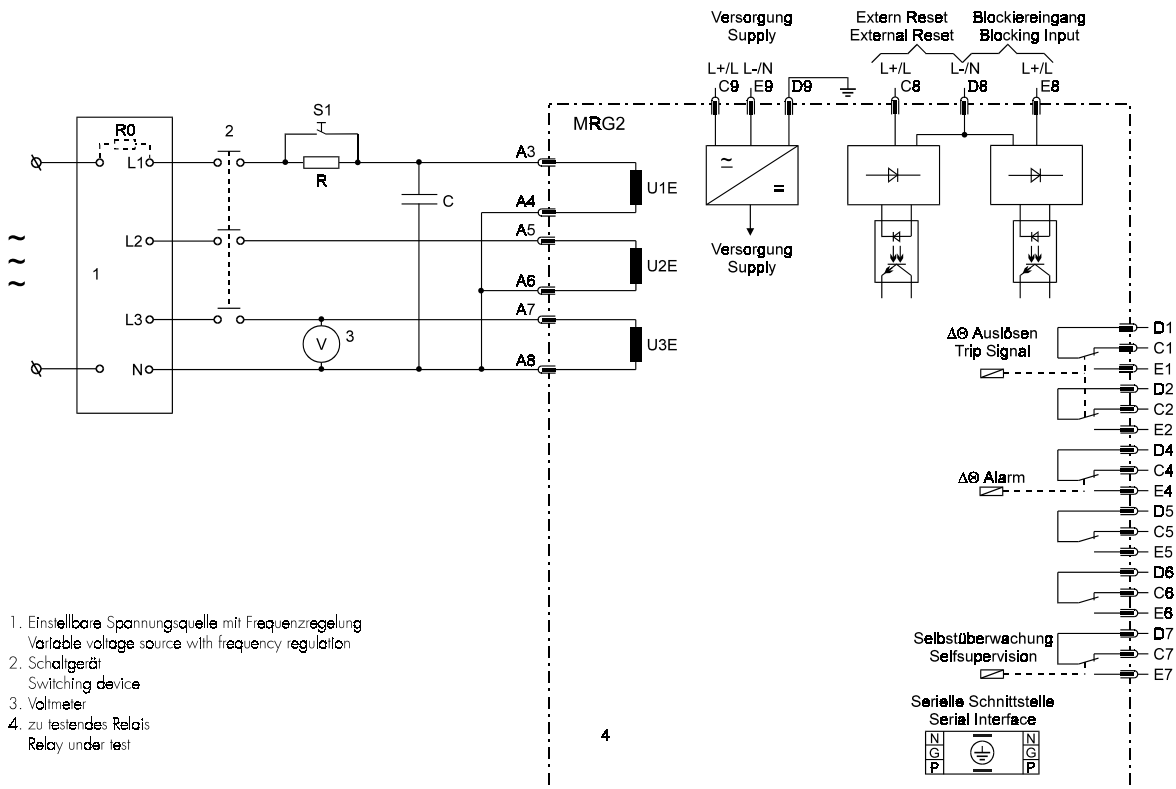 Versorgung
Supply
Extern Reset
External Reset
Blockiereingang
Blocking Input
L+/L L-/N
C9 E9 D9
L+/L L-/N L+/L
C8 D8 E8
MRG2
R0
L1
2
S1
R
C
A3
U1E
A4
L2
A5
U2E
A6
1
L3
V
3
A7
U3E
A8
N
~
~
~
≃
=
Versorgung
Supply
ΔΘ Auslösen
Trip Signal
D1
C1
E1
D2
C2
E2
ΔΘ Alarm
D4
C4
E4
D5
C5
E5
D6
C6
E6
Selbstüberwachung
Selfsupervision
D7
C7
E7
Serielle Schnittstelle
Serial Interface
N N
G G
P P
1. Einstellbare Spannungsquelle mit Frequenzregelung
Variable voltage source with frequency regulation
2. Schaltgerät
Switching device
3. Voltmeter
4. zu testendes Relais
Relay under test
4